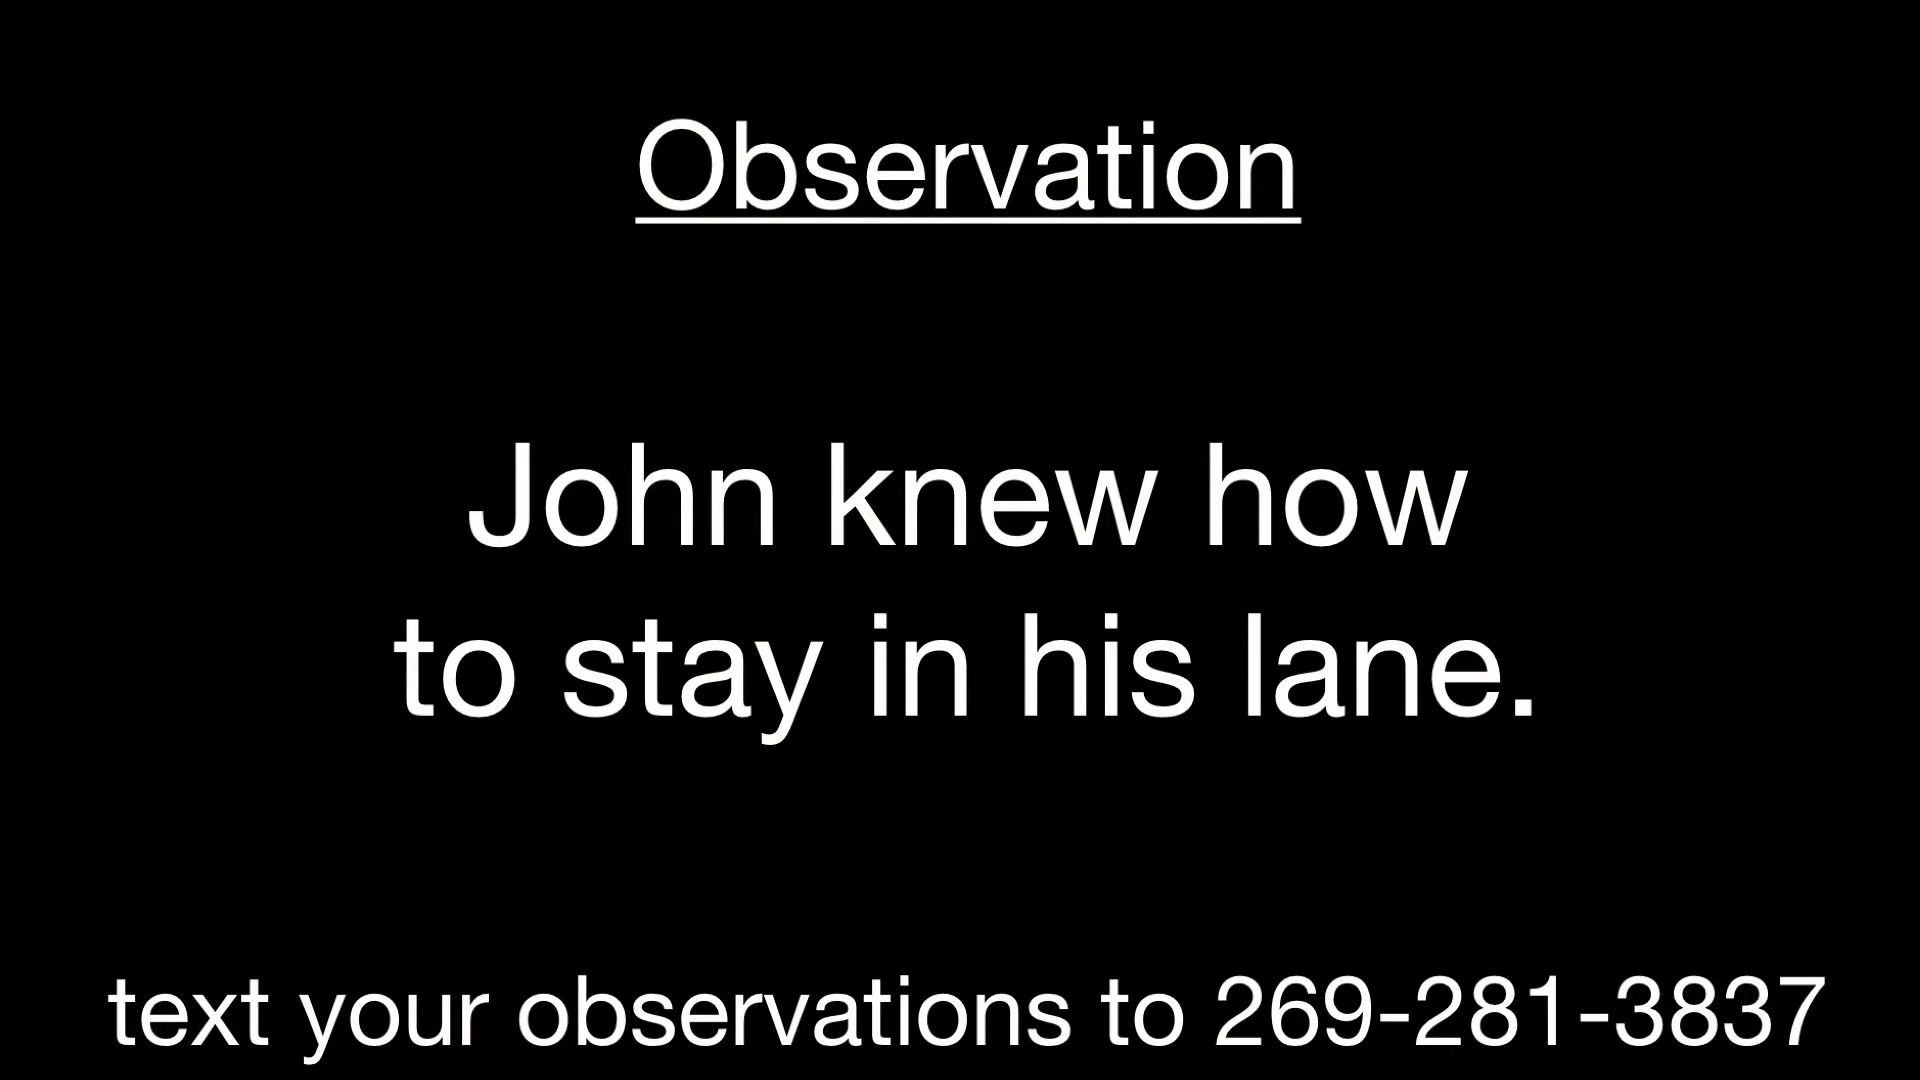 Observation
John knew how
to stay in his lane.
text your observations to 269-281-3837